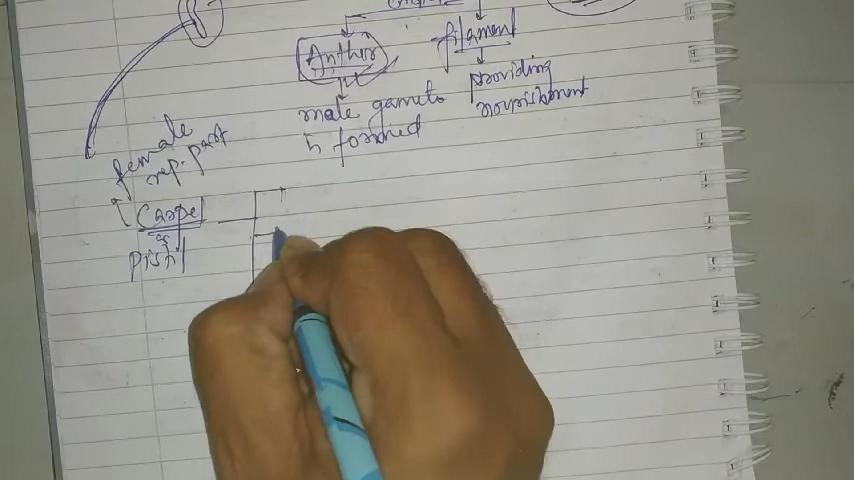 Anther
filament
male gamete
is formed
providing
nourishment
female
rep. part
Carpel
or
Pistil